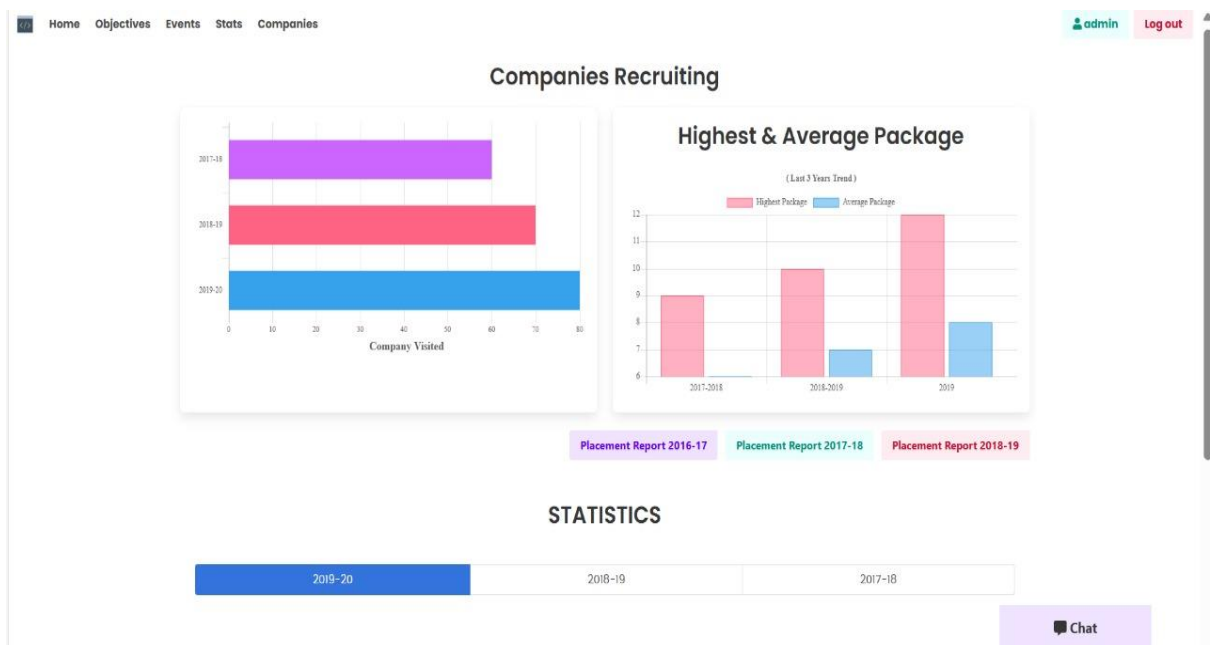 Home Objectives Events Stats Companies
admin Log out
Companies Recruiting
2017-18
2018-19
2019-20
0 10 20 30 40 50 60 70 80
Company Visited
Highest & Average Package
( Last 3 Years Trend )
Highest Package Average Package
12
11
10
9
8
7
6
2017-2018 2018-2019 2019
Placement Report 2016-17 Placement Report 2017-18 Placement Report 2018-19
STATISTICS
2019-20 2018-19 2017-18
Chat